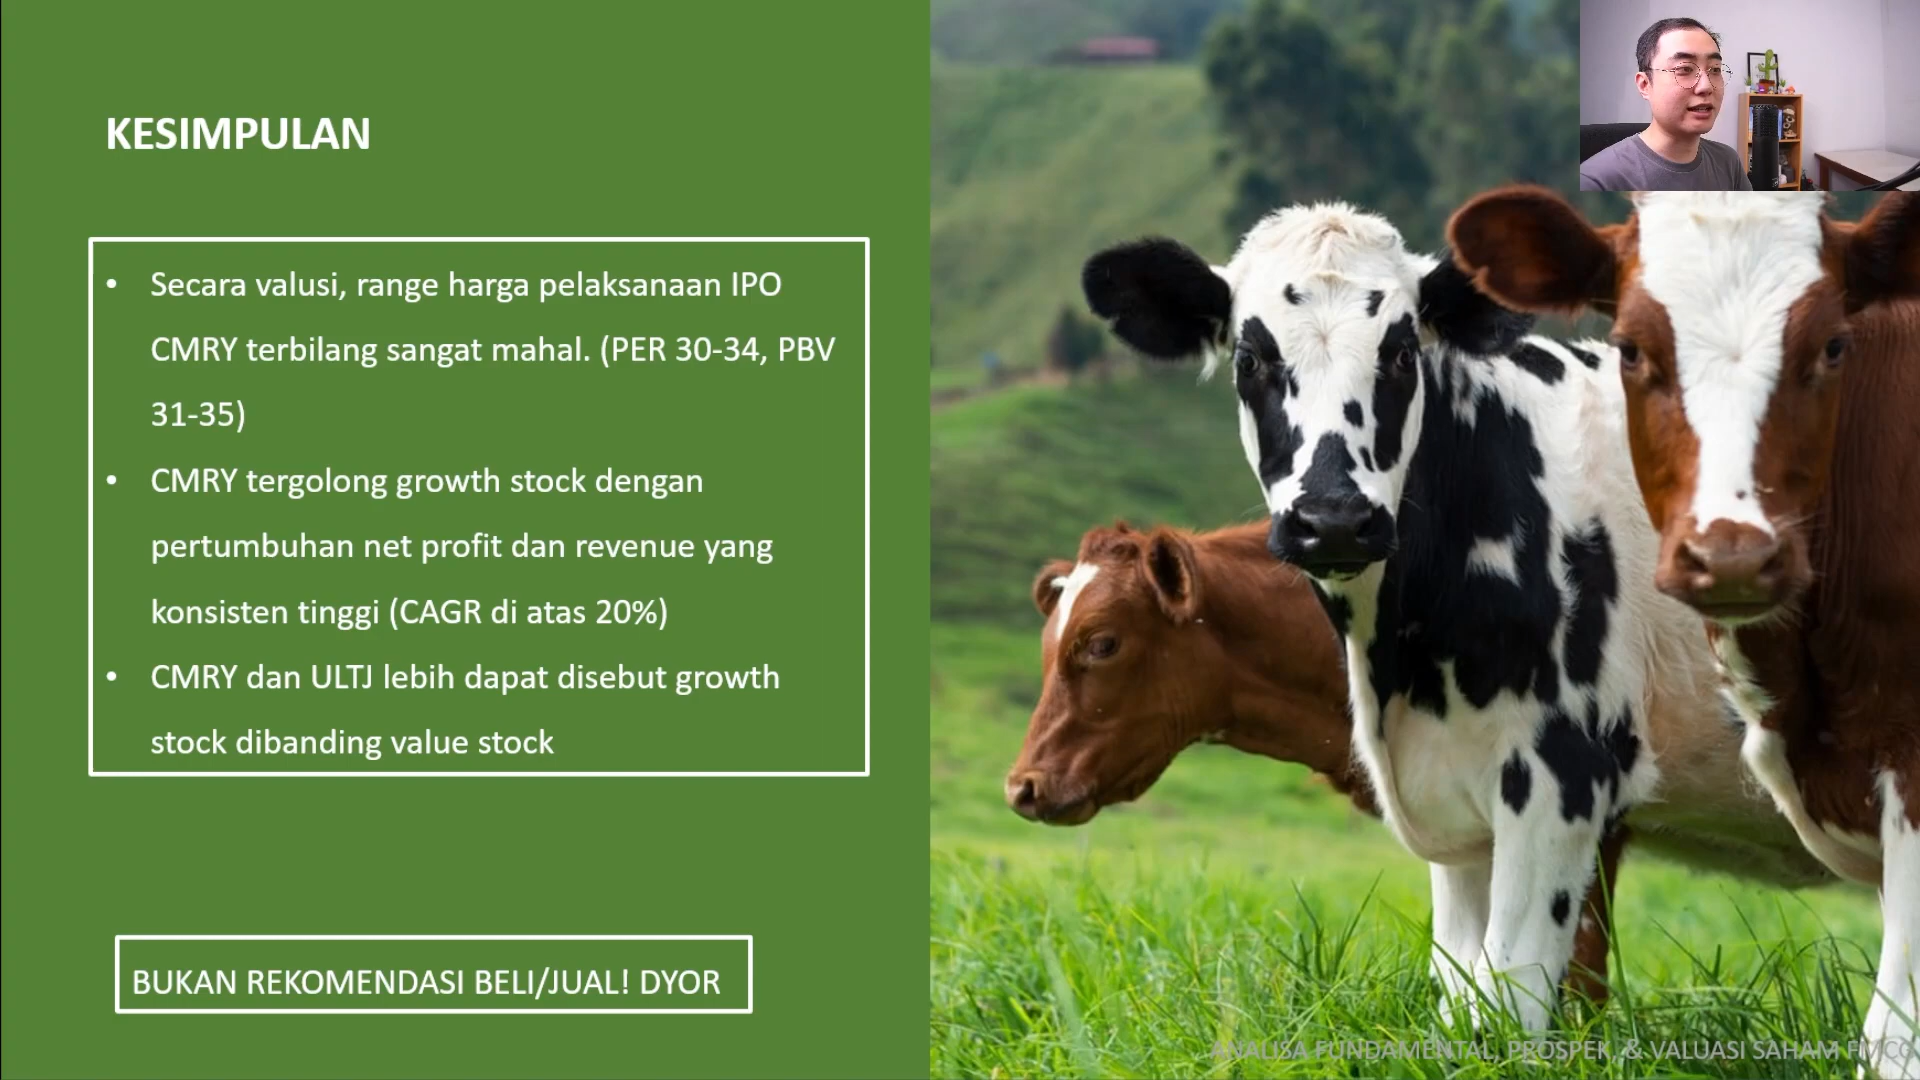 KESIMPULAN
• Secara valusi, range harga pelaksanaan IPO
CMRY terbilang sangat mahal. (PER 30-34, PBV
31-35)
• CMRY tergolong growth stock dengan
pertumbuhan net profit dan revenue yang
konsisten tinggi (CAGR di atas 20%)
• CMRY dan ULTJ lebih dapat disebut growth
stock dibanding value stock
BUKAN REKOMENDASI BELI/JUAL! DYOR
ANALISA FUNDAMENTAL, PROSPEK, & VALUASI SAHAM FMCG